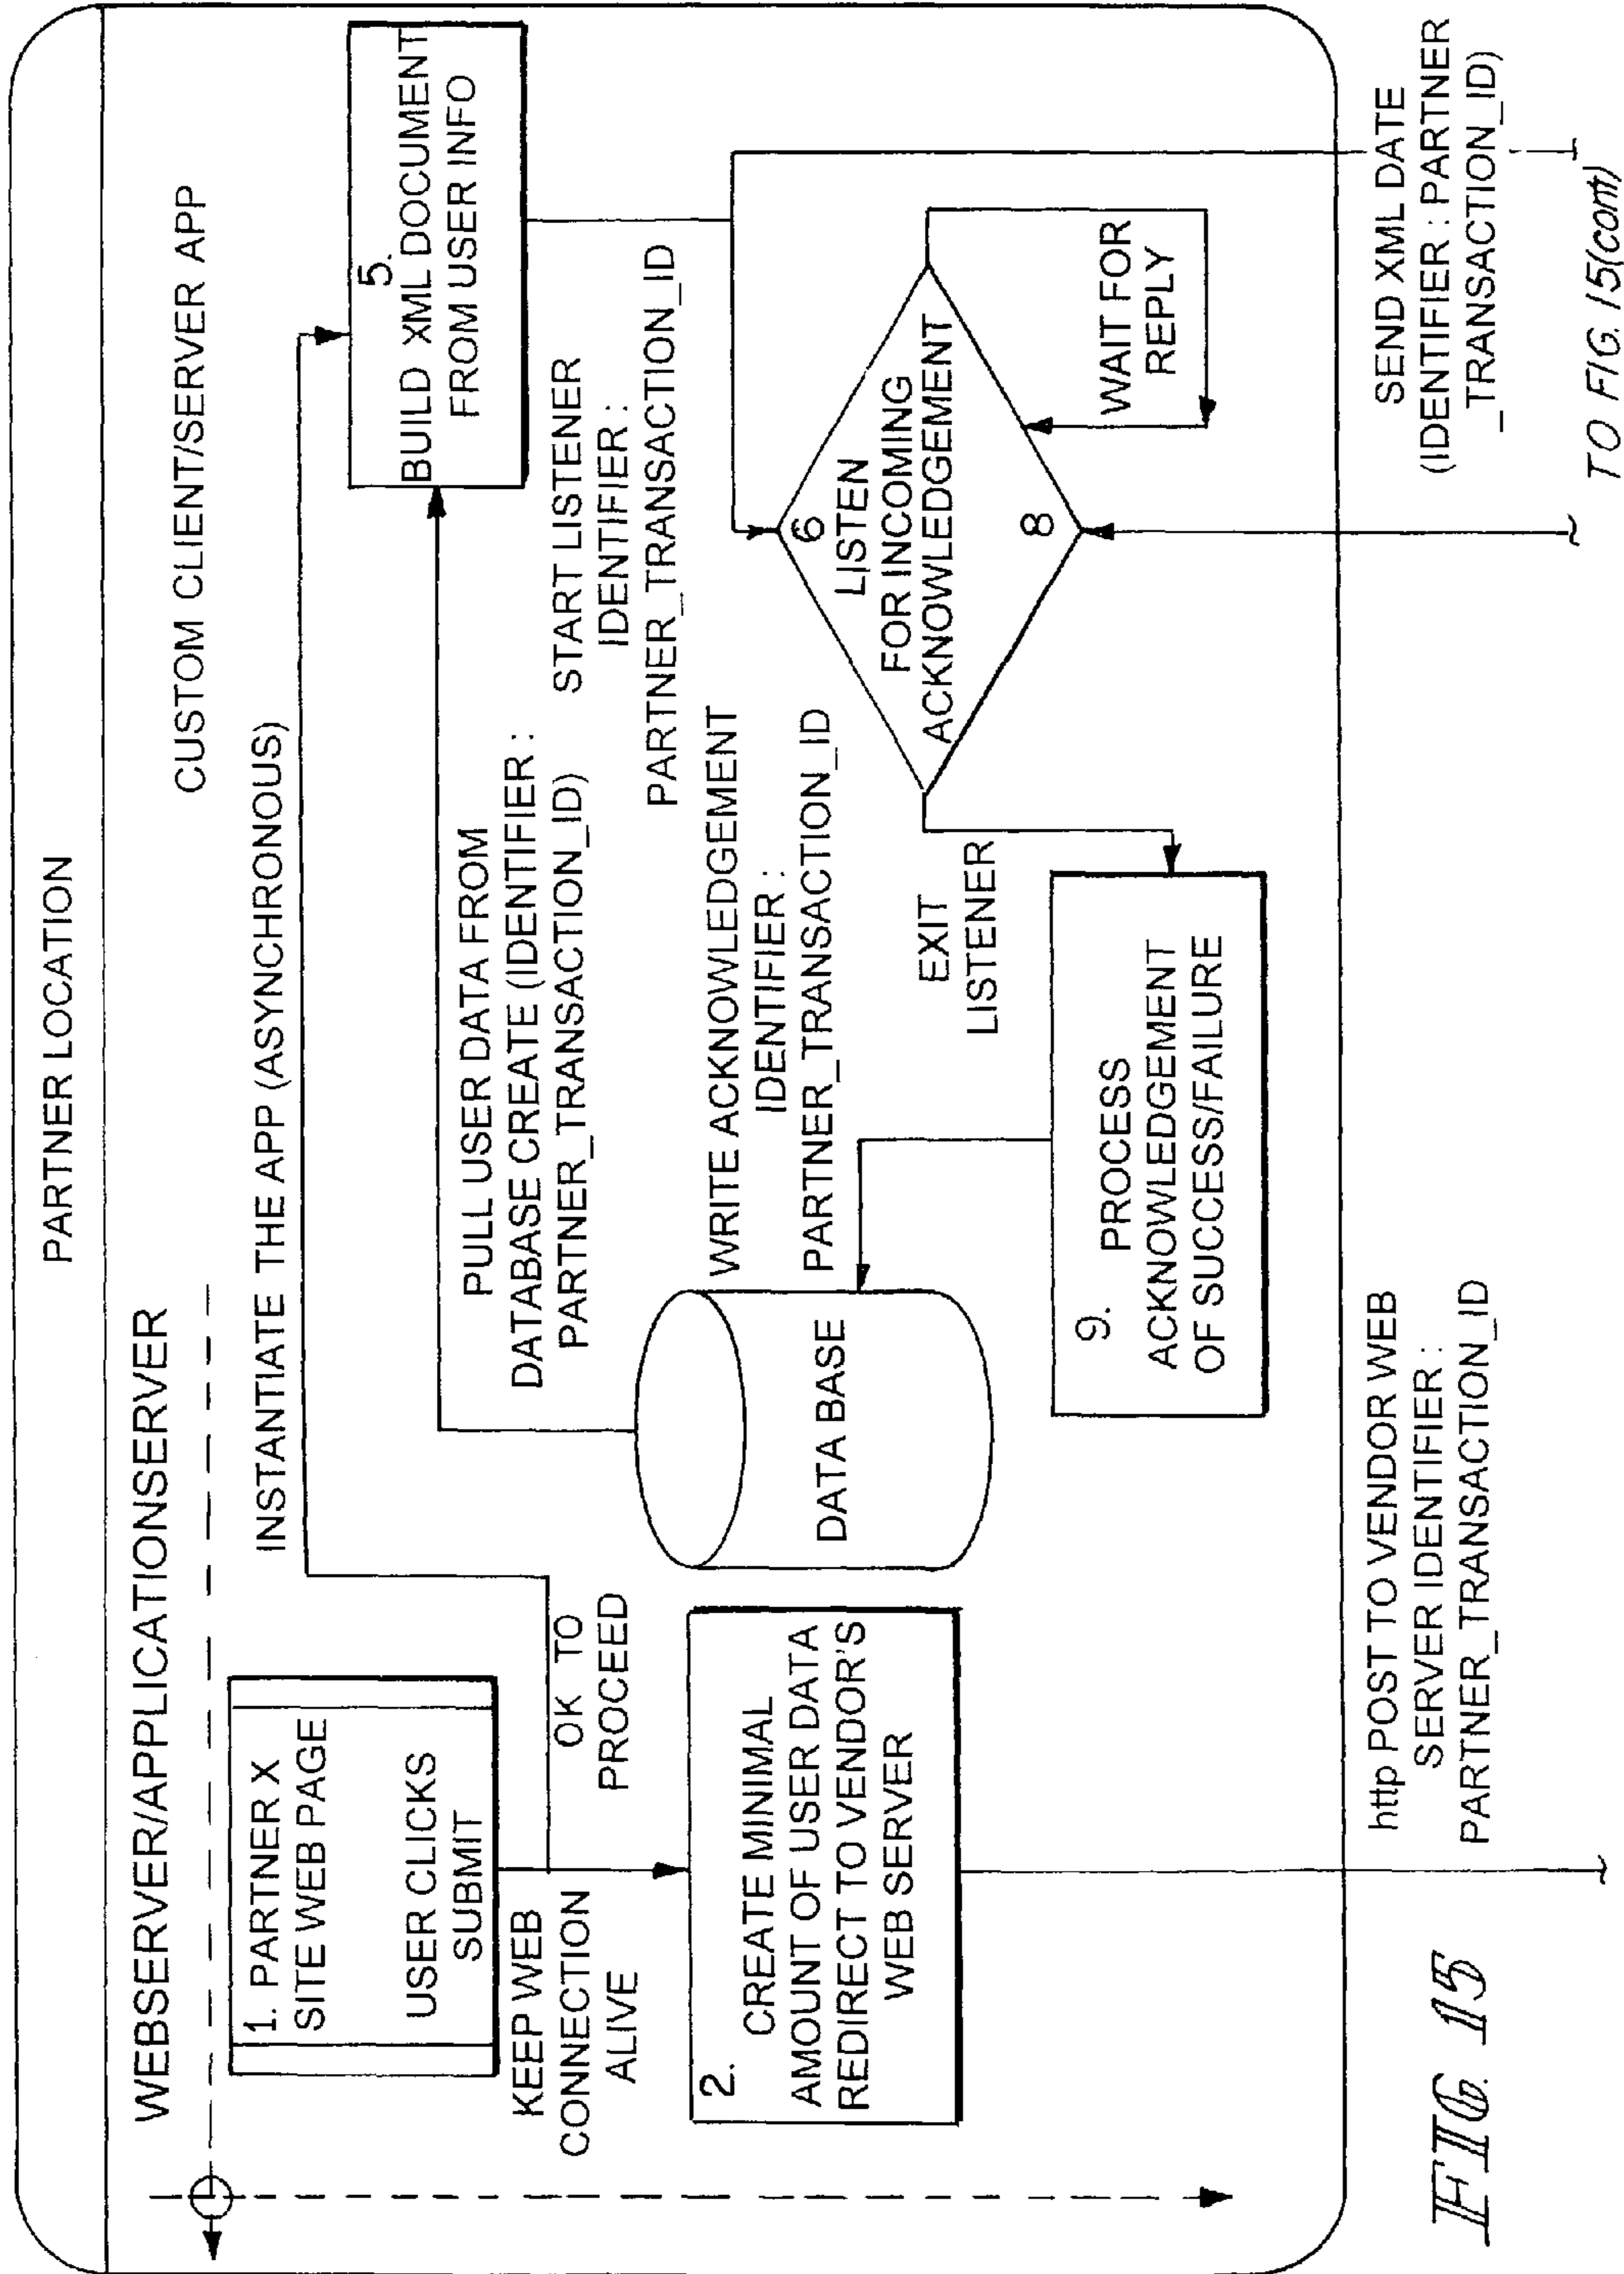 PARTNER LOCATION
WEBSERVER/APPLICATIONSERVER
CUSTOM CLIENT/SERVER APP
INSTANTIATE THE APP (ASYNCHRONOUS)
1. PARTNER X
SITE WEB PAGE
USER CLICKS
SUBMIT
KEEP WEB
CONNECTION
ALIVE
OK TO
PROCEED
2.
CREATE MINIMAL
AMOUNT OF USER DATA
REDIRECT TO VENDOR'S
WEB SERVER
PULL USER DATA FROM
DATABASE CREATE (IDENTIFIER :
PARTNER_TRANSACTION_ID)
5.
BUILD XML DOCUMENT
FROM USER INFO
START LISTENER
IDENTIFIER :
PARTNER_TRANSACTION_ID
DATA BASE
WRITE ACKNOWLEDGEMENT
IDENTIFIER :
PARTNER_TRANSACTION_ID
6
LISTEN
FOR INCOMING
ACKNOWLEDGEMENT
8
WAIT FOR
REPLY
EXIT
LISTENER
9. PROCESS
ACKNOWLEDGEMENT
OF SUCCESS/FAILURE
http POST TO VENDOR WEB
SERVER IDENTIFIER :
PARTNER_TRANSACTION_ID
SEND XML DATE
(IDENTIFIER : PARTNER
_TRANSACTION_ID)
TO FIG. 15(cont)
FIG. 15